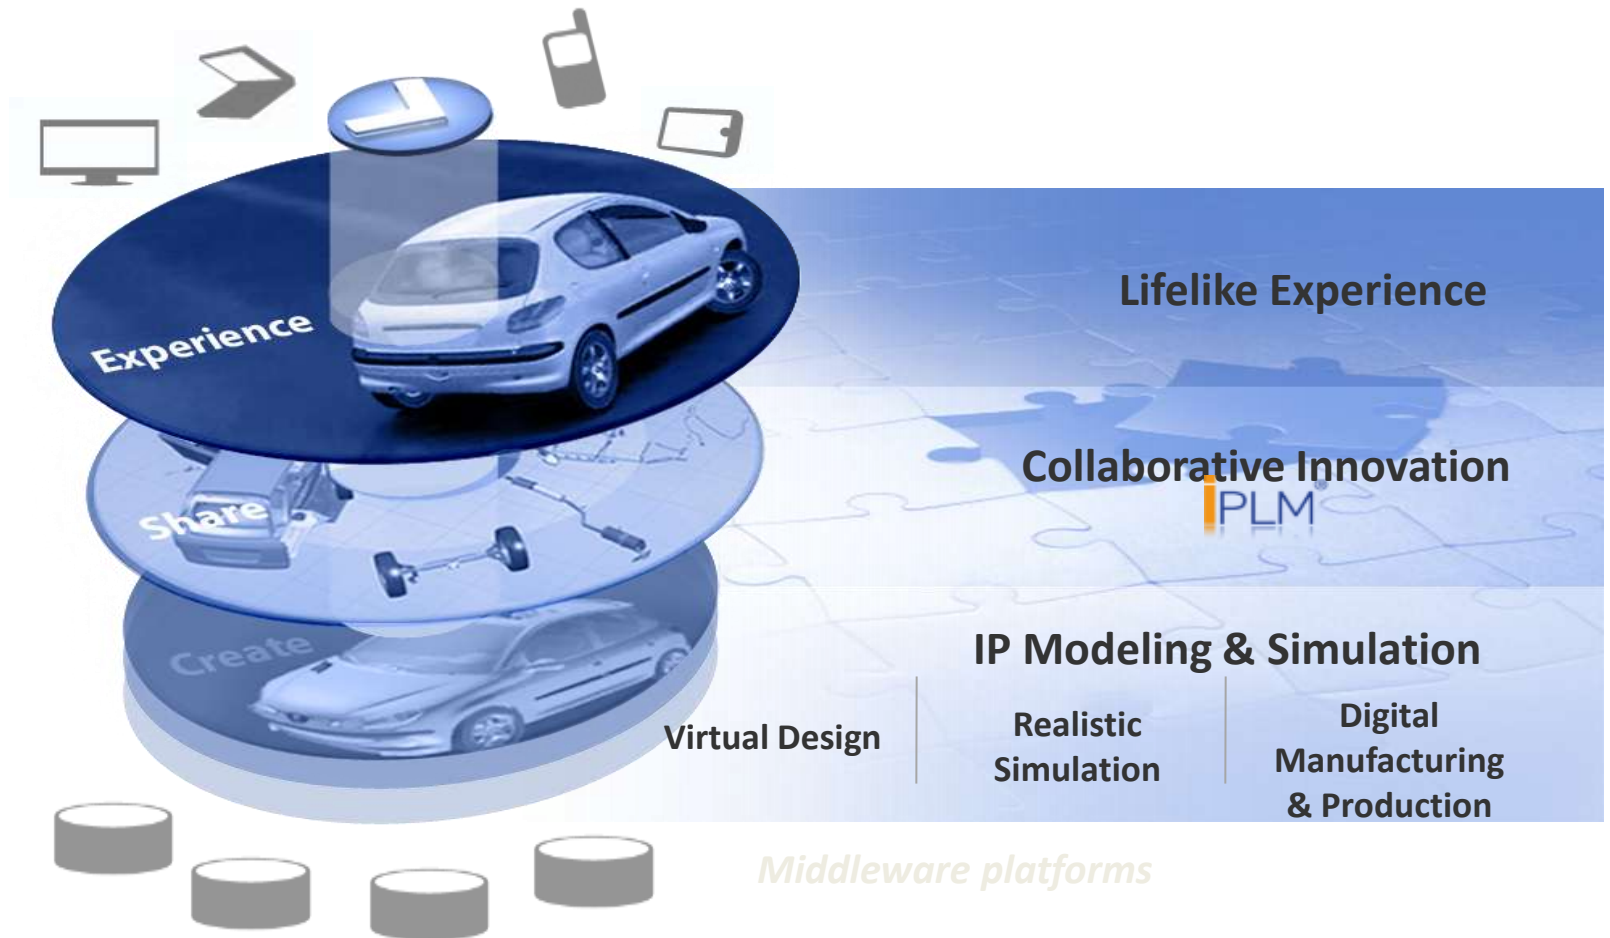 Experience
Lifelike Experience
Share
Collaborative Innovation
iPLM®
Create
IP Modeling & Simulation
Virtual Design
Realistic
Simulation
Digital
Manufacturing
& Production
Middleware platforms